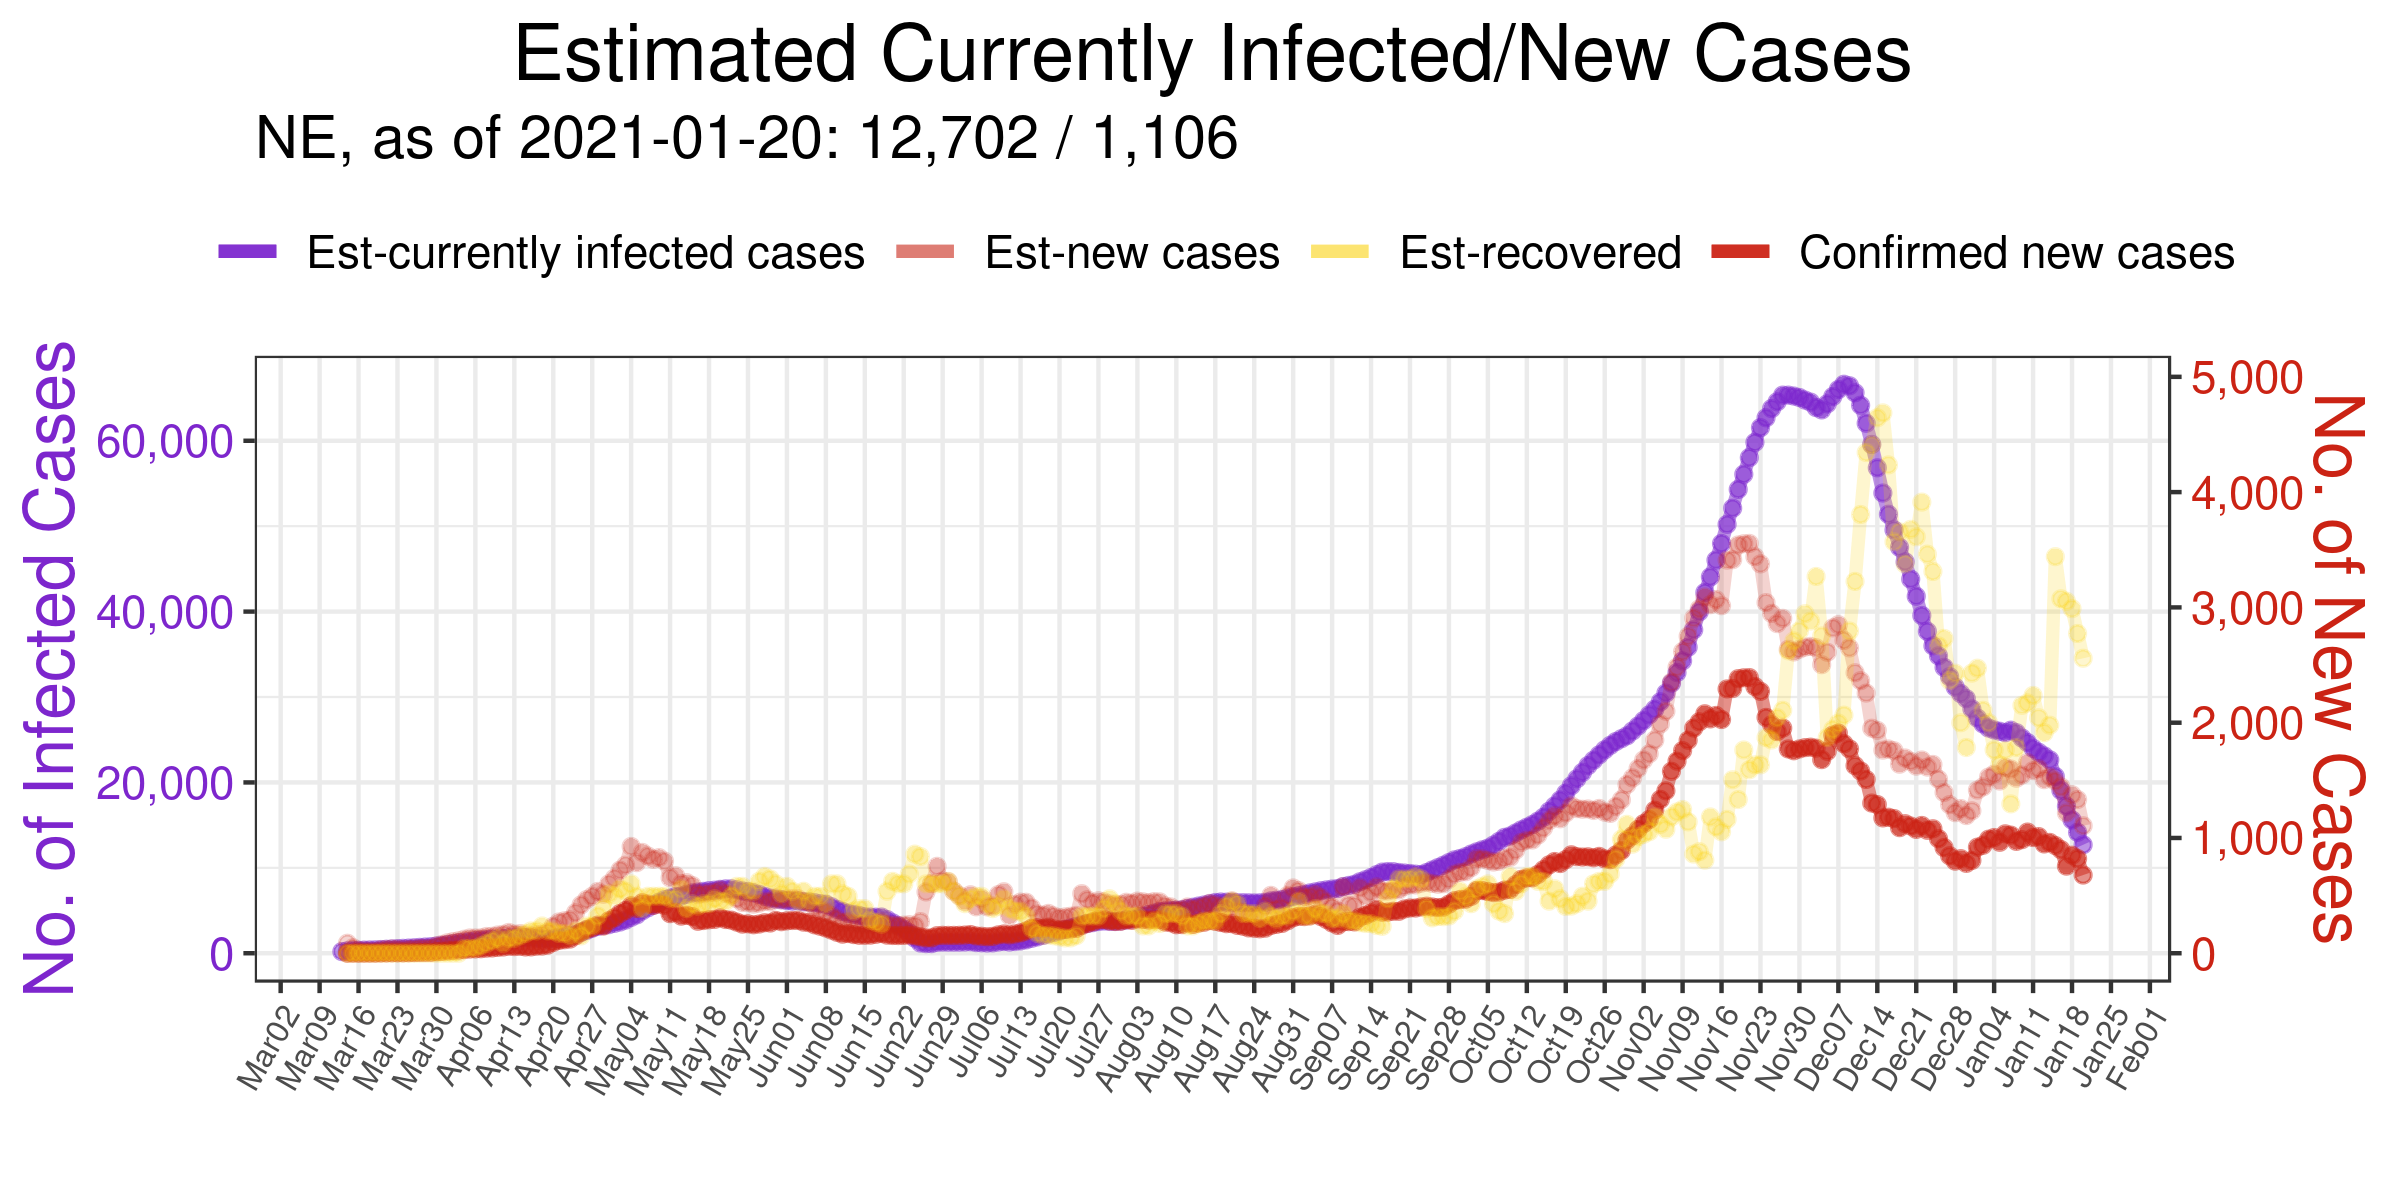 Estimated Currently Infected/New Cases
NE, as of 2021-01-20: 12,702 / 1,106
Est-currently infected cases Est-new cases Est-recovered Confirmed new cases
No. of Infected Cases
60,000
40,000
20,000
0
5,000
4,000
3,000
2,000
1,000
0
No. of New Cases
Mar02 Mar09 Mar16 Mar23 Mar30 Apr06 Apr13 Apr20 Apr27 May04 May11 May18 May25 Jun01 Jun08 Jun15 Jun22 Jun29 Jul06 Jul13 Jul20 Jul27 Aug03 Aug10 Aug17 Aug24 Aug31 Sep07 Sep14 Sep21 Sep28 Oct05 Oct12 Oct19 Oct26 Nov02 Nov09 Nov16 Nov23 Nov30 Dec07 Dec14 Dec21 Dec28 Jan04 Jan11 Jan18 Jan25 Feb01